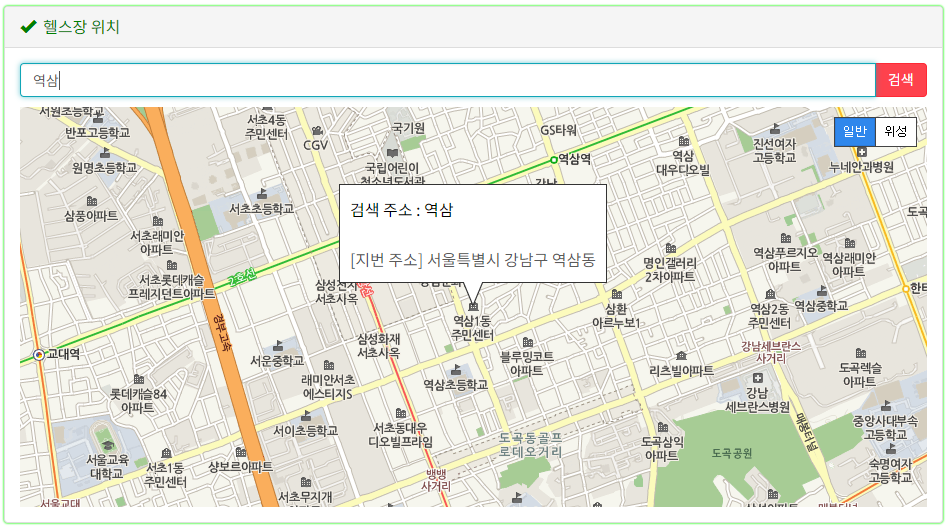 헬스장 위치
역삼
검색
일반
위성
서초4동
주민센터
CGV
국기원
GS타워
역삼역
역삼
대우디오빌
진선여자
고등학교
누네안과병원
반포고등학교
원명초등학교
국립어린이
청소년도서관
강남
서초초등학교
삼풍아파트
서초래미안
아파트
서초롯데캐슬
프레지던트아파트
2호선
검색 주소 : 역삼
[지번 주소] 서울특별시 강남구 역삼동
삼성전자
서초사옥
역삼1동
주민센터
삼환
아르누보1
명인갤러리
2차아파트
역삼푸르지오
아파트
역삼래미안
아파트
역삼2동
주민센터
역삼중학교
강남세브란스
사거리
교대역
경부고속
서운중학교
삼성화재
서초사옥
래미안서초
에스티지S
역삼초등학교
블루밍코트
아파트
리츠빌아파트
강남
세브란스병원
도곡렉슬
아파트
롯데캐슬84
아파트
서이초등학교
서초동대우
디오빌프라임
도곡동골프
로데오거리
도곡삼익
아파트
도곡공원
매봉터널
중앙사대부속
고등학교
숙명여자
고등학교
서울교육
대학교
서초1동
주민센터
샹보르아파트
뱅뱅
사거리
서초무지개
아파트
삼성아파트
서울교대